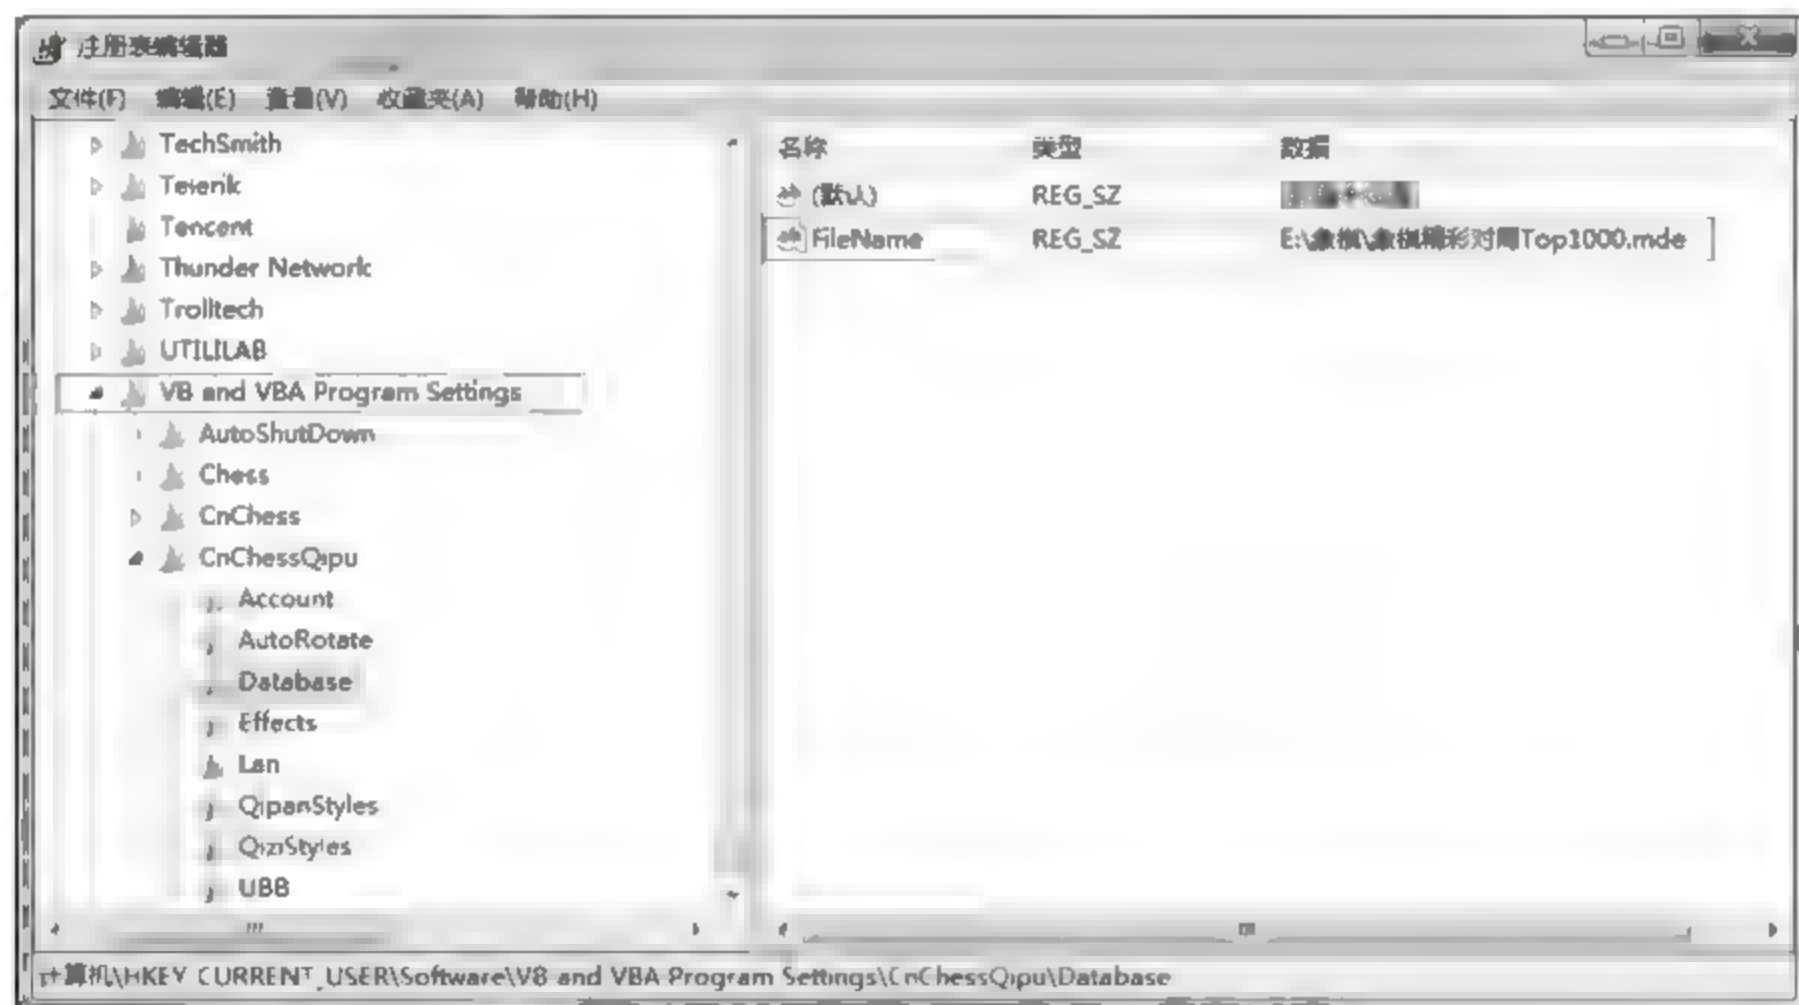 注册表编辑器
文件(F) 编辑(E) 查看(V) 收藏夹(A) 帮助(H)
TechSmith
Telerik
Tencent
Thunder Network
Trolltech
UTILILAB
VB and VBA Program Settings
AutoShutDown
Chess
CnChess
CnChessQipu
Account
AutoRotate
Database
Effects
Lan
QipanStyles
QiziStyles
UBB
名称 类型 数据
(默认) REG_SZ
FileName REG_SZ E:\象棋\象棋精彩对局Top1000.mde
计算机\HKEY_CURRENT_USER\Software\VB and VBA Program Settings\CnChessQipu\Database